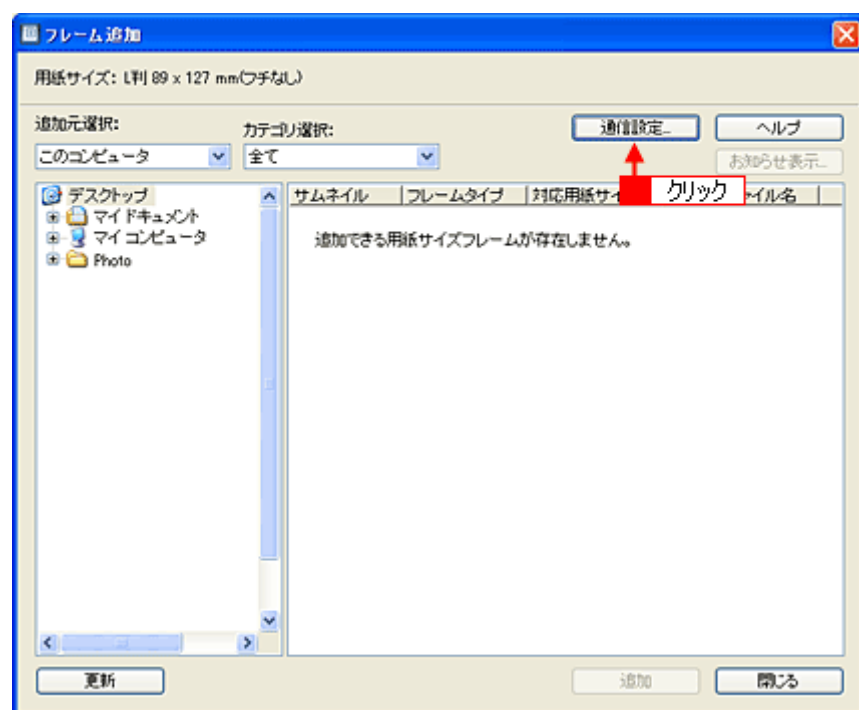 フレーム追加
用紙サイズ: L判 89 x 127 mm(フチなし)
追加元選択:
カテゴリ選択:
通信設定...
ヘルプ
このコンピュータ
全て
お知らせ表示...
クリック
デスクトップ
マイ ドキュメント
マイ コンピュータ
Photo
サムネイル フレームタイプ 対応用紙サイ ァイル名
追加できる用紙サイズフレームが存在しません。
更新
追加
閉じる